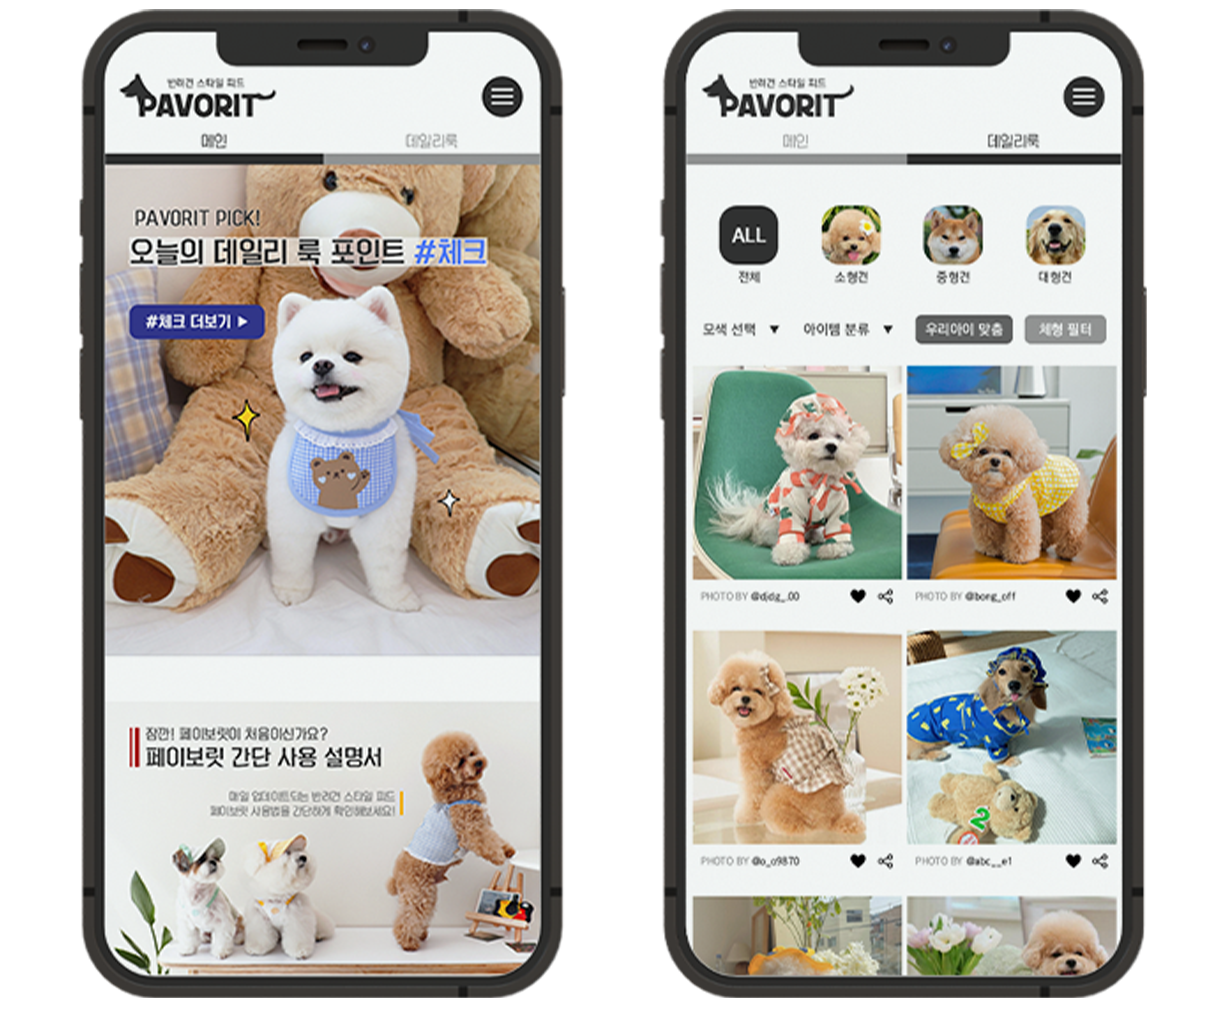 반려견 스타일 피드
PAVORIT
메인
데일리룩
PAVORIT PICK!
오늘의 데일리 룩 포인트 #체크
#체크 더보기 ▶
잠깐! 페이보릿이 처음이신가요?
페이보릿 간단 사용 설명서
매일 업데이트되는 반려견 스타일 피드
페이보릿 사용법을 간단하게 확인해보세요!
반려견 스타일 피드
PAVORIT
메인
데일리룩
ALL
전체
소형견
중형견
대형견
모색 선택 ▼
아이템 분류 ▼
우리아이 맞춤
체형 필터
PHOTO BY @djdg_.00
PHOTO BY @bong_off
2
PHOTO BY @o_o9870
PHOTO BY @abc__e1